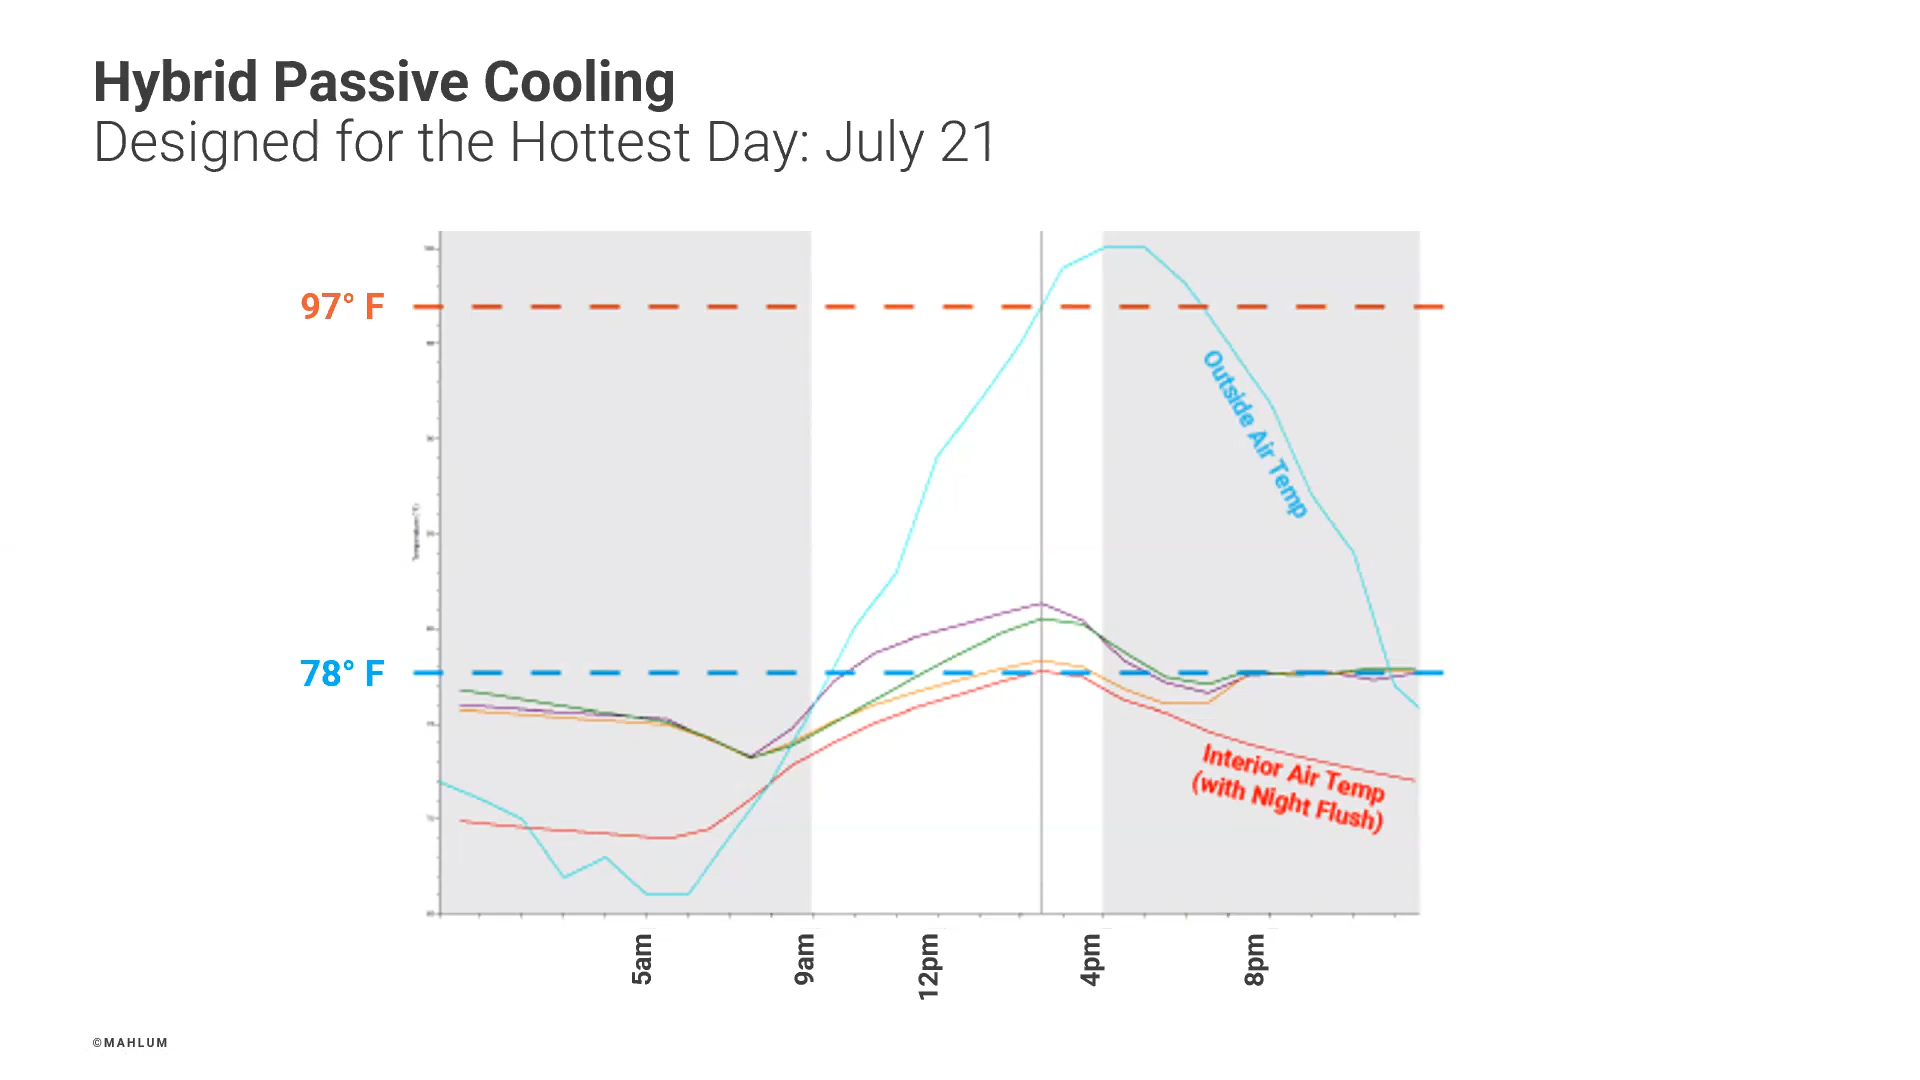 Hybrid Passive Cooling
Designed for the Hottest Day: July 21
97° F
78° F
Outside Air Temp
Interior Air Temp
(with Night Flush)
5am
9am
12pm
4pm
8pm
©MAHLUM